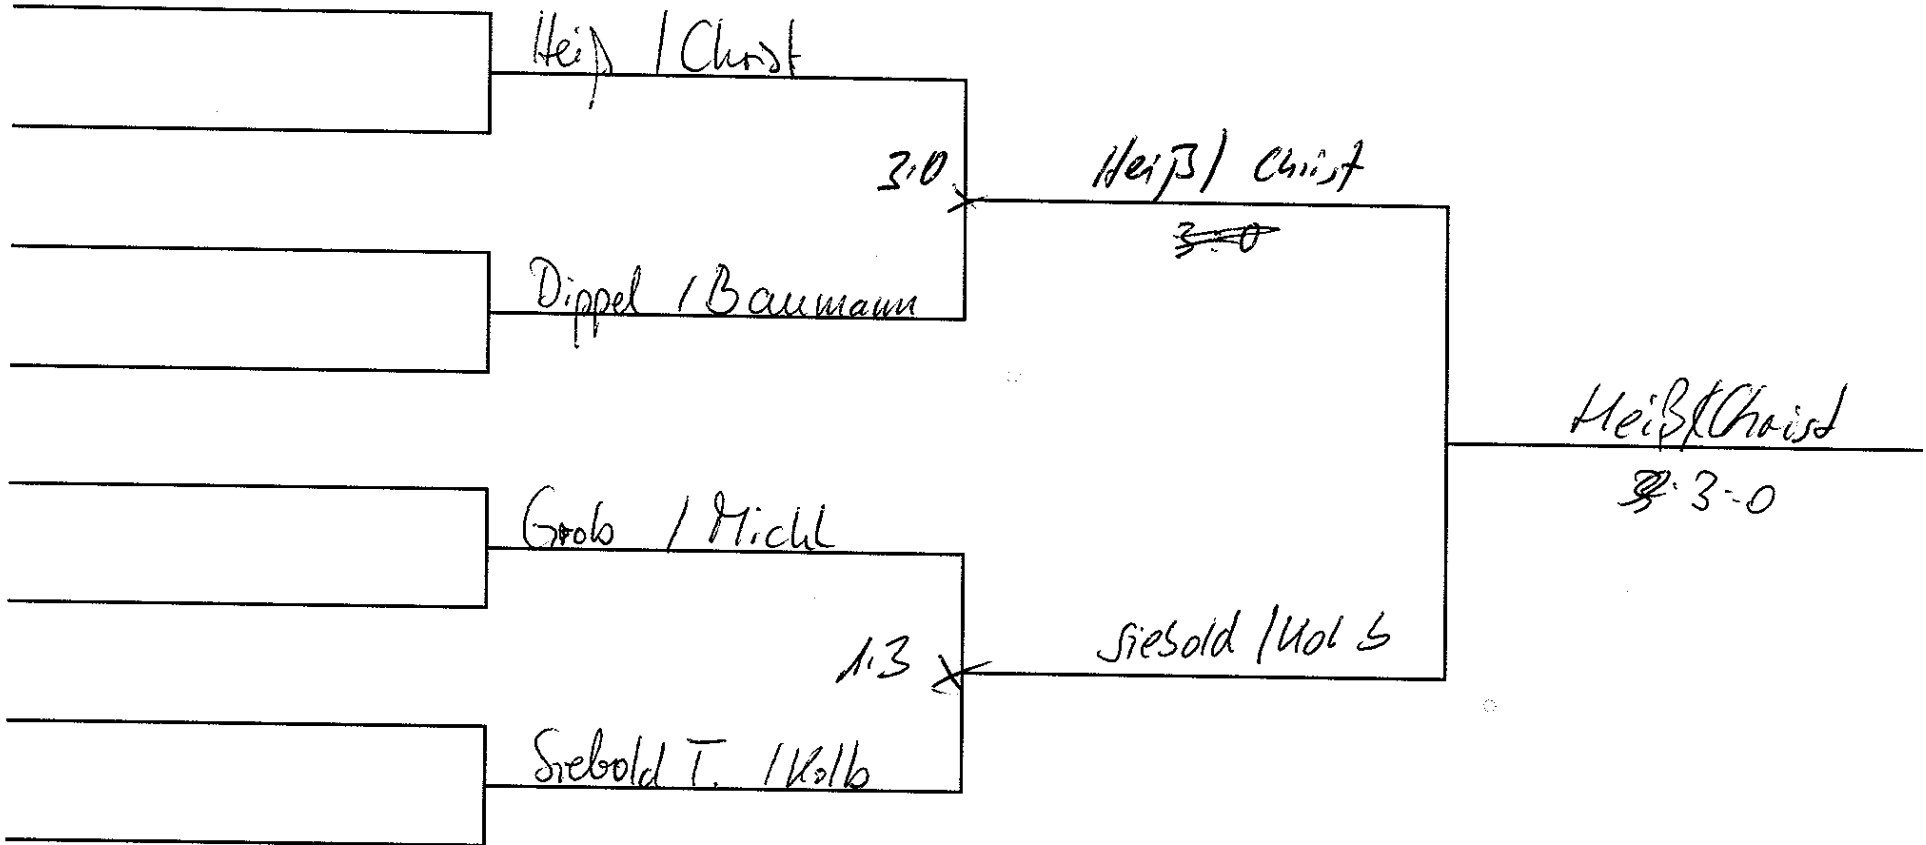 Heiß / Christ
3:0
Heiß / Christ
3:0
Dippel / Baumann
Heiß / Christ
3:0
Grob / Michl
1:3
Siebold / Kolb
Siebold T. / Kolb